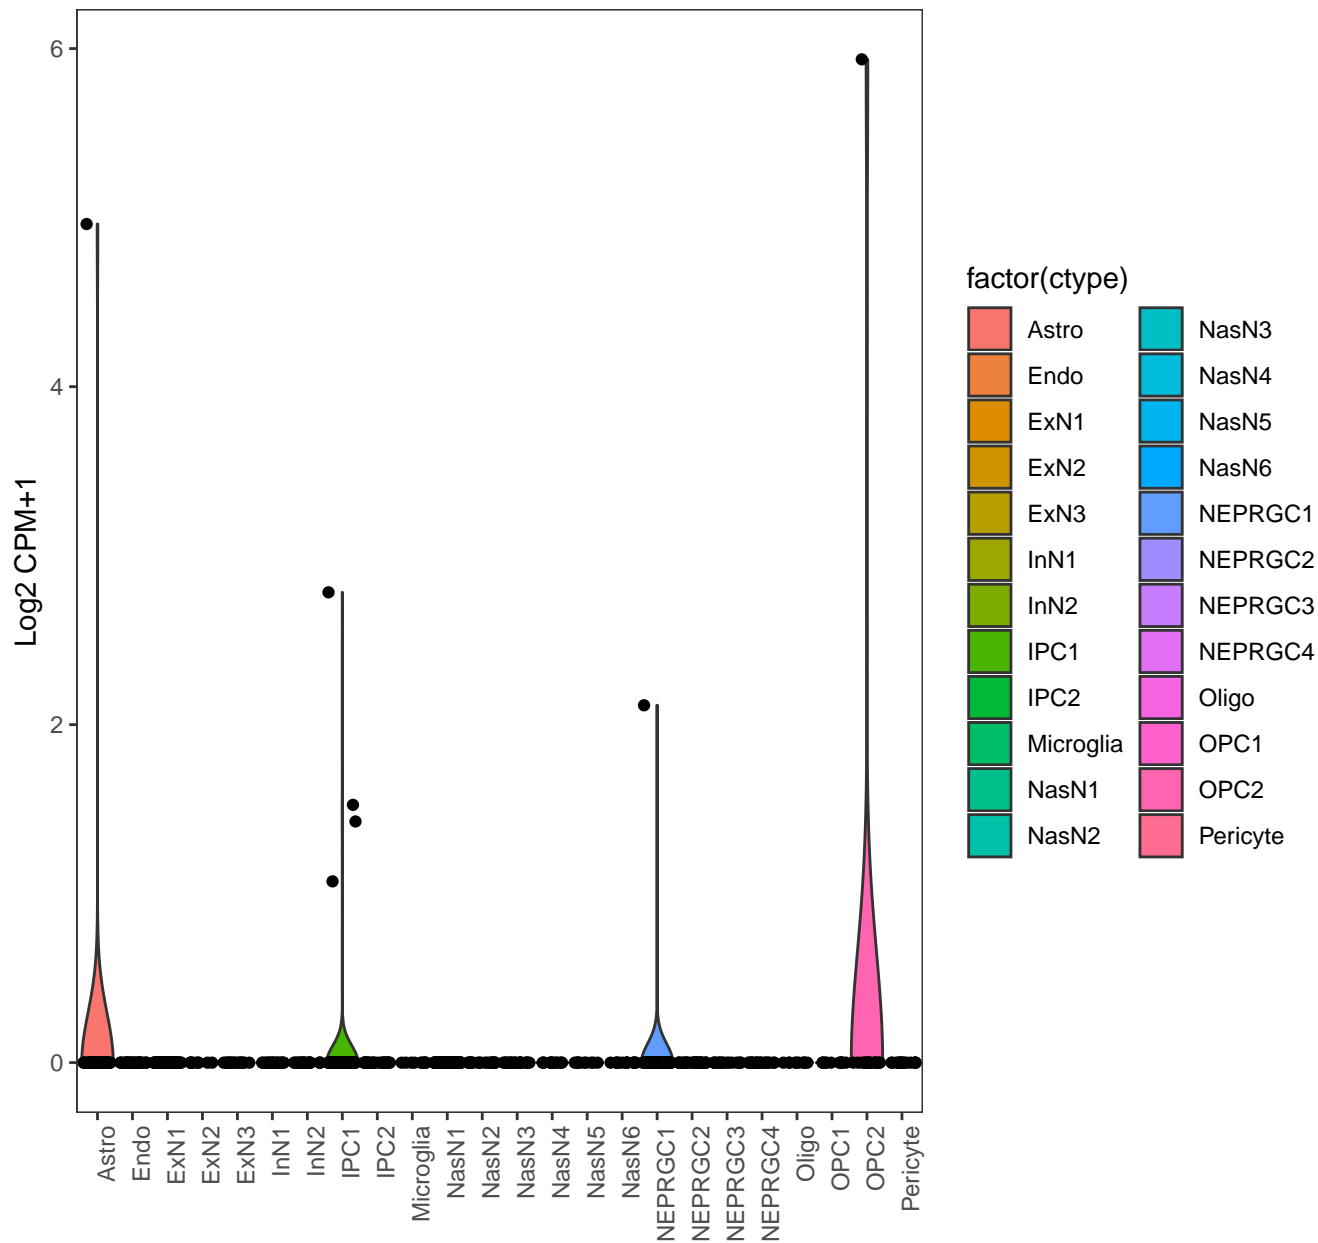 6
4
2
0
Log2 CPM+1
Astro
Endo
ExN1
ExN2
ExN3
InN1
InN2
IPC1
IPC2
Microglia
NasN1
NasN2
NasN3
NasN4
NasN5
NasN6
NEPRGC1
NEPRGC2
NEPRGC3
NEPRGC4
Oligo
OPC1
OPC2
Pericyte
factor(ctype)
Astro
Endo
ExN1
ExN2
ExN3
InN1
InN2
IPC1
IPC2
Microglia
NasN1
NasN2
NasN3
NasN4
NasN5
NasN6
NEPRGC1
NEPRGC2
NEPRGC3
NEPRGC4
Oligo
OPC1
OPC2
Pericyte